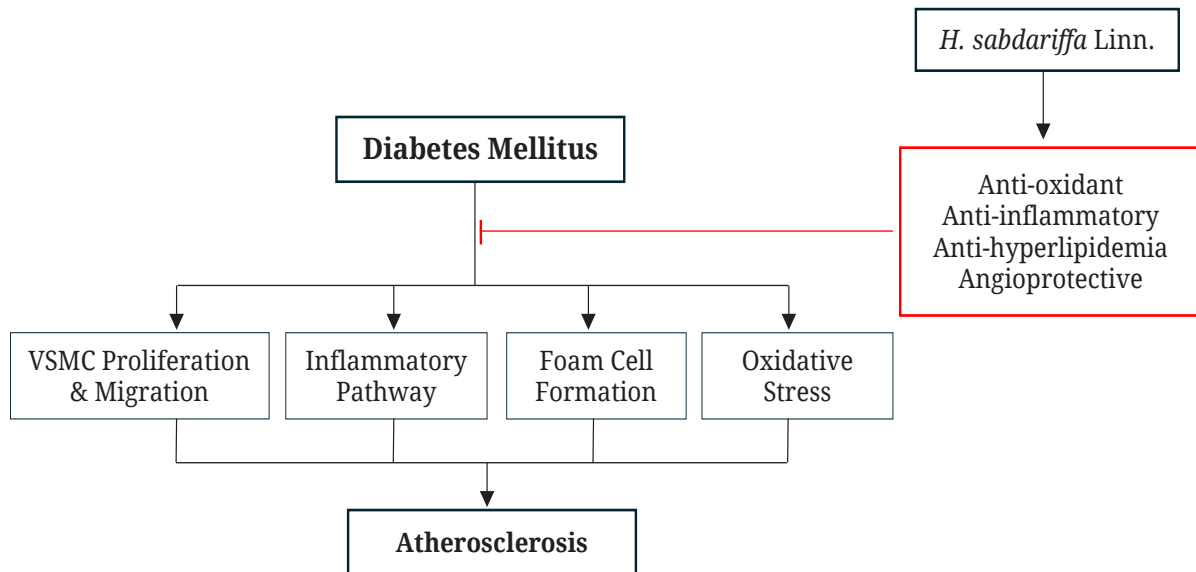 H. sabdariffa Linn.
Diabetes Mellitus
Anti-oxidant
Anti-inflammatory
Anti-hyperlipidemia
Angioprotective
VSMC Proliferation
& Migration
Inflammatory
Pathway
Foam Cell
Formation
Oxidative
Stress
Atherosclerosis